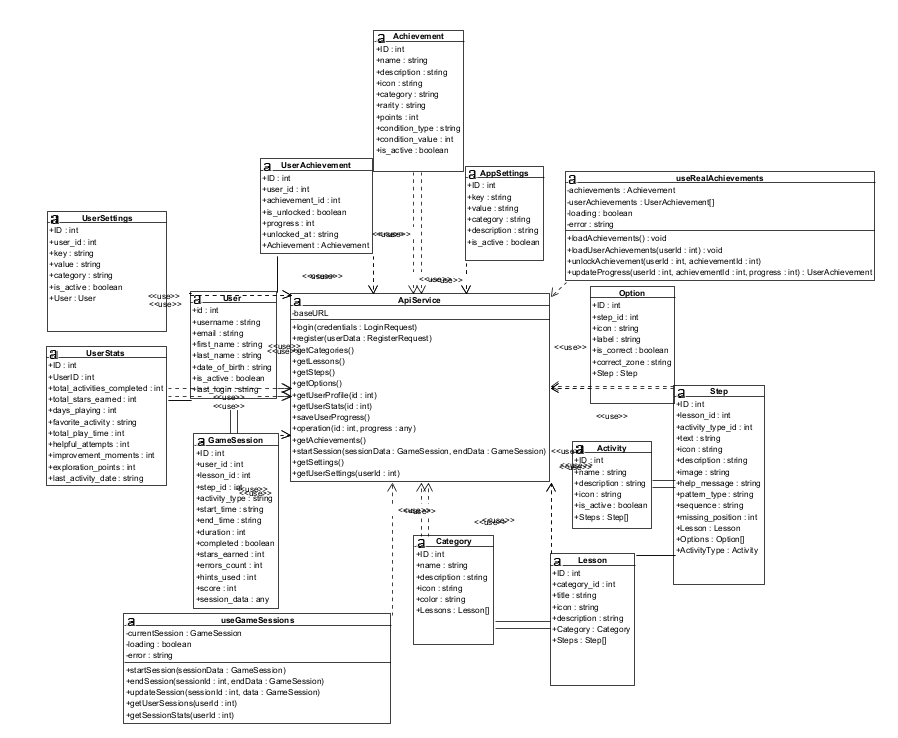 a Achievement
+ID : int
+name : string
+description : string
+icon : string
+category : string
+rarity : string
+points : int
+condition_type : string
+condition_value : int
+is_active : boolean
a UserAchievement
+ID : int
+user_id : int
+achievement_id : int
+is_unlocked : boolean
+progress : int
+unlocked_at : string
+Achievement : Achievement
a AppSettings
+ID : int
+key : string
+value : string
+category : string
+description : string
+is_active : boolean
a useRealAchievements
-achievements : Achievement
-userAchievements : UserAchievement[]
-loading : boolean
-error : string
+loadAchievements() : void
+loadUserAchievements(userId : int) : void
+unlockAchievement(userId : int, achievementId : int)
+updateProgress(userId : int, achievementId : int, progress : int) : UserAchievement
a UserSettings
+ID : int
+user_id : int
+key : string
+value : string
+category : string
+is_active : boolean
+User : User
<<use>>
<<use>>
a User
+id : int
+username : string
+email : string
+first_name : string
+last_name : string
+date_of_birth : string
+is_active : boolean
+last_login : string
<<use>>
<<use>>
a ApiService
-baseURL
+login(credentials : LoginRequest)
+register(userData : RegisterRequest)
+getCategories()
+getLessons()
+getSteps()
+getOptions()
+getUserProfile(id : int)
+getUserStats(id : int)
+saveUserProgress()
+operation(id : int, progress : any)
+getAchievements()
+startSession(sessionData : GameSession, endData : GameSession)
+getSettings()
+getUserSettings(userId : int)
<<use>>
Option
+ID : int
+step_id : int
+icon : string
+label : string
+is_correct : boolean
+correct_zone : string
+Step : Step
<<use>>
a UserStats
+ID : int
+UserID : int
+total_activities_completed : int
+total_stars_earned : int
+days_playing : int
+favorite_activity : string
+total_play_time : int
+helpful_attempts : int
+improvement_moments : int
+exploration_points : int
+last_activity_date : string
a Step
+ID : int
+lesson_id : int
+activity_type_id : int
+text : string
+icon : string
+description : string
+image : string
+help_message : string
+pattern_type : string
+sequence : string
+missing_position : int
+Lesson : Lesson
+Options : Option[]
+ActivityType : Activity
a GameSession
+ID : int
+user_id : int
+lesson_id : int
+step_id : int
+activity_type : string
+start_time : string
+end_time : string
+duration : int
+completed : boolean
+stars_earned : int
+errors_count : int
+hints_used : int
+score : int
+session_data : any
a Activity
+ID : int
+name : string
+description : string
+icon : string
+is_active : boolean
+Steps : Step[]
a Category
+ID : int
+name : string
+description : string
+icon : string
+color : string
+Lessons : Lesson[]
a Lesson
+ID : int
+category_id : int
+title : string
+icon : string
+description : string
+Category : Category
+Steps : Step[]
a useGameSessions
-currentSession : GameSession
-loading : boolean
-error : string
+startSession(sessionData : GameSession)
+endSession(sessionId : int, endData : GameSession)
+updateSession(sessionId : int, data : GameSession)
+getUserSessions(userId : int)
+getSessionStats(userId : int)